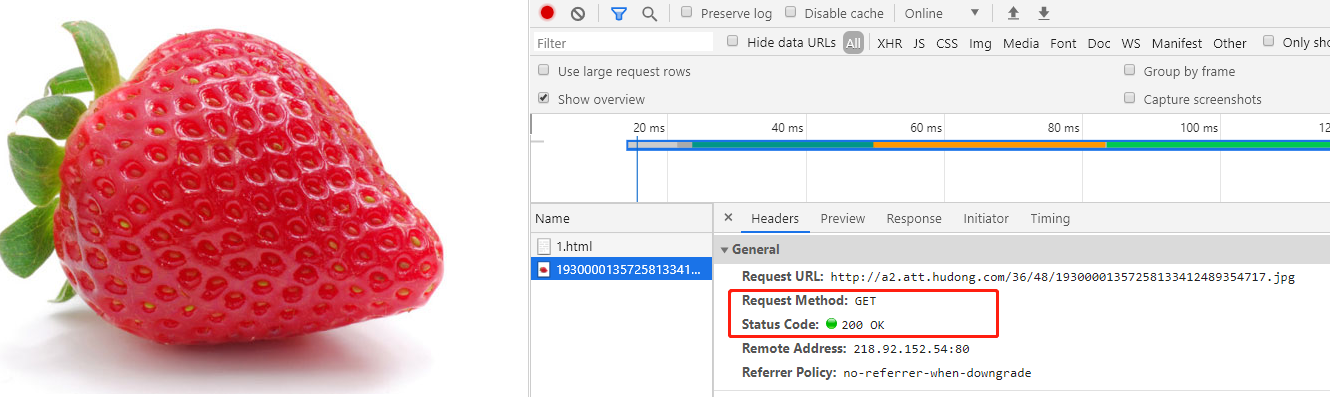 Preserve log Disable cache Online
Filter Hide data URLs All XHR JS CSS Img Media Font Doc WS Manifest Other Only sho
Use large request rows Group by frame
Show overview Capture screenshots
20 ms 40 ms 60 ms 80 ms 100 ms 12
Name × Headers Preview Response Initiator Timing
1.html
193000013572581 3341...
General
Request URL: http://a2.att.hudong.com/36/48/19300001357258133412489354717.jpg
Request Method: GET
Status Code: 200 OK
Remote Address: 218.92.152.54:80
Referrer Policy: no-referrer-when-downgrade